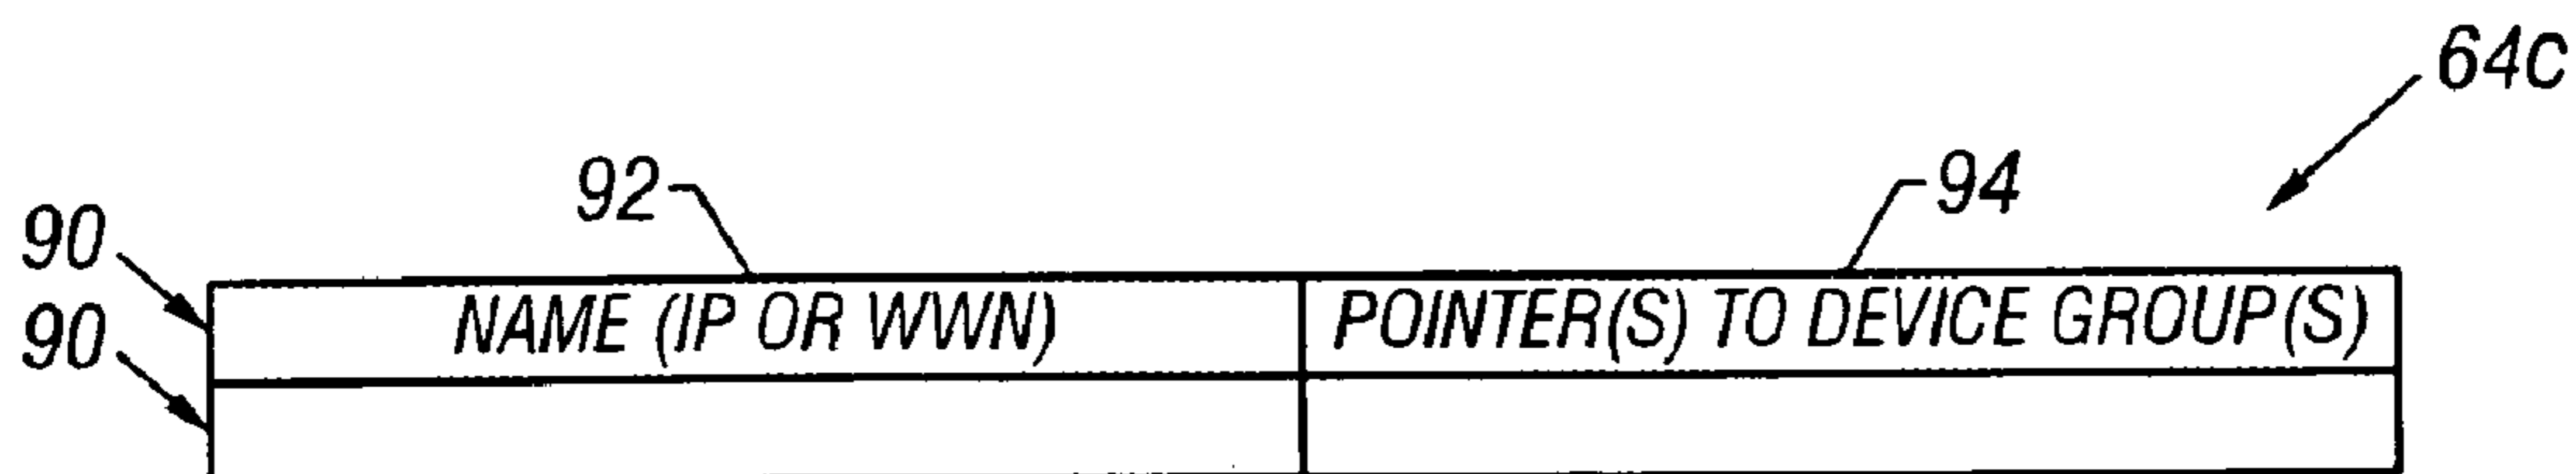 64C
92
94
90
NAME (IP OR WWN) POINTER(S) TO DEVICE GROUP(S)
90